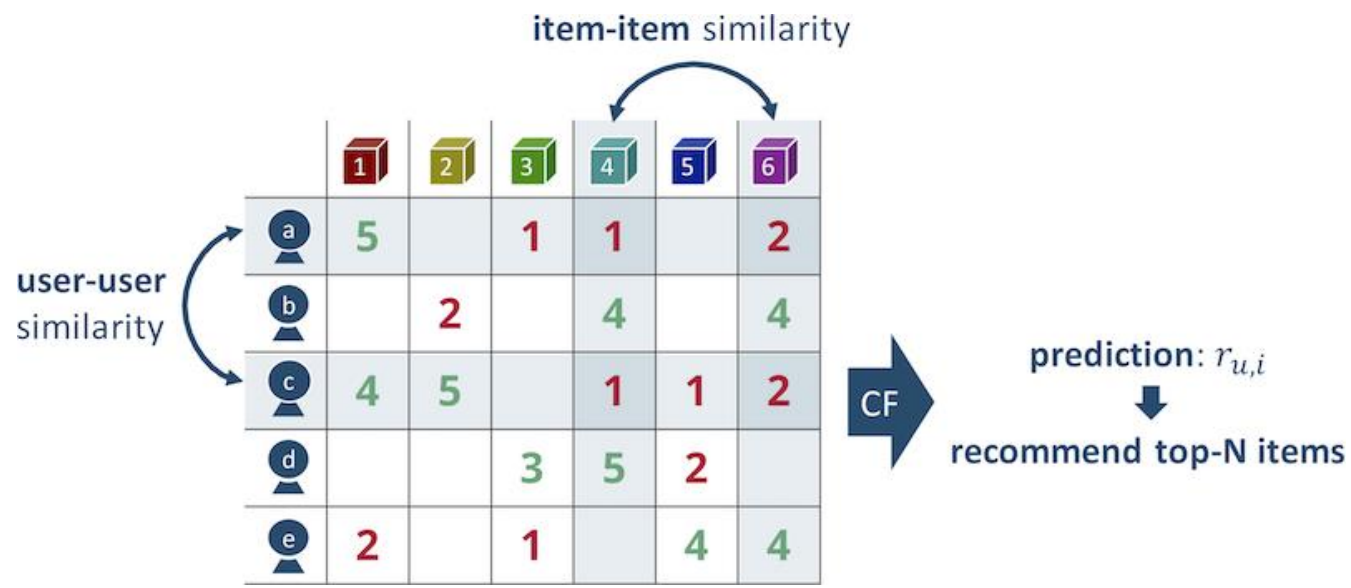 item-item similarity
1 2 3 4 5 6
a 5 1 1 2
user-user
similarity
b 2 4 4
c 4 5 1 1 2
CF
prediction: r_{u,i}
recommend top-N items
d 3 5 2
e 2 1 4 4